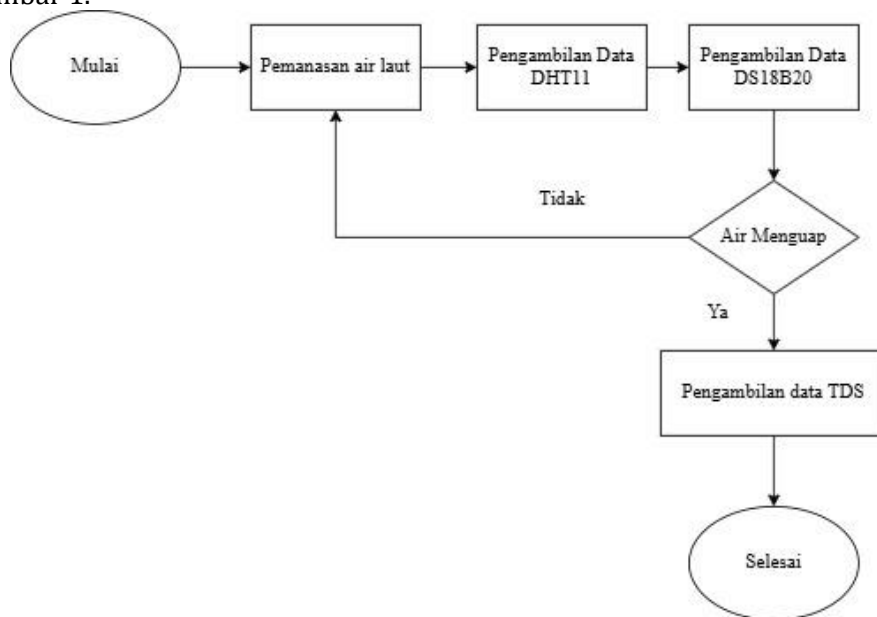 Mulai
Pemanasan air laut
Pengambilan Data
DHT11
Pengambilan Data
DS18B20
Tidak
Air Menguap
Ya
Pengambilan data TDS
Selesai